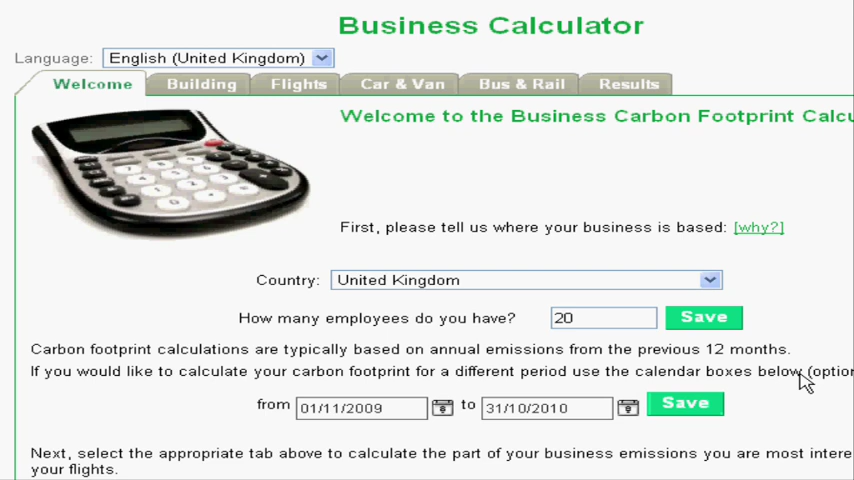 Business Calculator
Language: English (United Kingdom)
Welcome Building Flights Car & Van Bus & Rail Results
Welcome to the Business Carbon Footprint Calcu
First, please tell us where your business is based: [why?]
Country: United Kingdom
How many employees do you have? 20 Save
Carbon footprint calculations are typically based on annual emissions from the previous 12 months.
If you would like to calculate your carbon footprint for a different period use the calendar boxes below (option
from 01/11/2009 to 31/10/2010 Save
Next, select the appropriate tab above to calculate the part of your business emissions you are most intere
your flights.